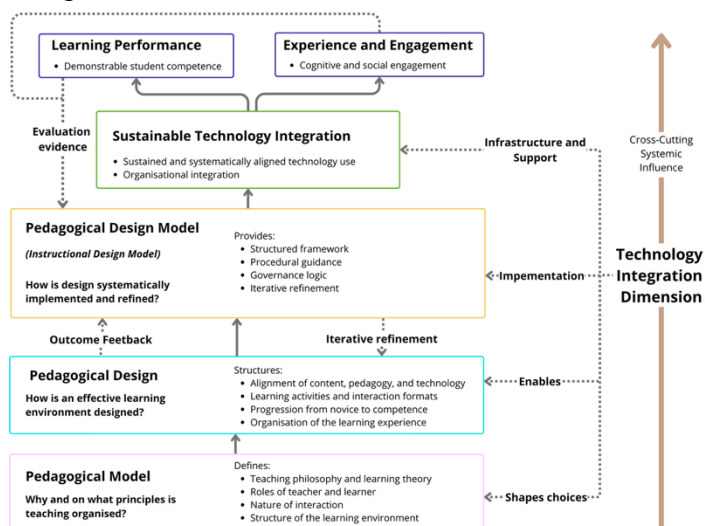 Learning Performance
• Demonstrable student competence
Experience and Engagement
• Cognitive and social engagement
Evaluation
evidence
Sustainable Technology Integration
• Sustained and systematically aligned technology use
• Organisational integration
Infrastructure and
Support
Cross-Cutting
Systemic
Influence
Pedagogical Design Model
(Instructional Design Model)
How is design systematically
implemented and refined?
Provides:
• Structured framework
• Procedural guidance
• Governance logic
• Iterative refinement
Impementation
Technology
Integration
Dimension
Outcome Feetback
Iterative refinement
Pedagogical Design
How is an effective learning
environment designed?
Structures:
• Alignment of content, pedagogy, and technology
• Learning activities and interaction formats
• Progression from novice to competence
• Organisation of the learning experience
Enables
Pedagogical Model
Why and on what principles is
teaching organised?
Defines:
• Teaching philosophy and learning theory
• Roles of teacher and learner
• Nature of interaction
• Structure of the learning environment
Shapes choices